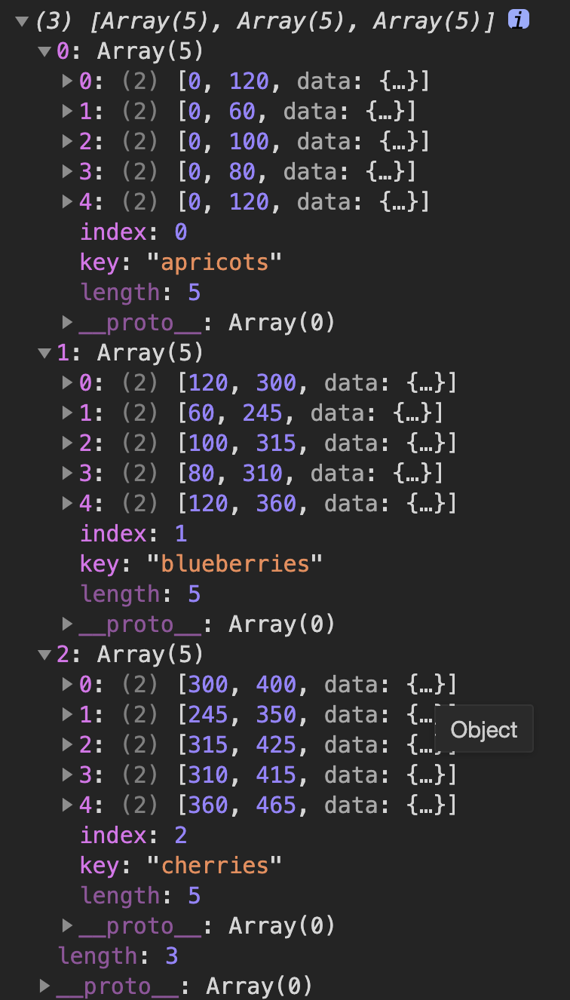 ▼(3) [Array(5), Array(5), Array(5)] i
▼0: Array(5)
▶0: (2) [0, 120, data: {…}]
▶1: (2) [0, 60, data: {…}]
▶2: (2) [0, 100, data: {…}]
▶3: (2) [0, 80, data: {…}]
▶4: (2) [0, 120, data: {…}]
index: 0
key: "apricots"
length: 5
▶__proto__: Array(0)
▼1: Array(5)
▶0: (2) [120, 300, data: {…}]
▶1: (2) [60, 245, data: {…}]
▶2: (2) [100, 315, data: {…}]
▶3: (2) [80, 310, data: {…}]
▶4: (2) [120, 360, data: {…}]
index: 1
key: "blueberries"
length: 5
▶__proto__: Array(0)
▼2: Array(5)
▶0: (2) [300, 400, data: {…}]
▶1: (2) [245, 350, data: {…
Object
▶2: (2) [315, 425, data: {…
▶3: (2) [310, 415, data: {…}]
▶4: (2) [360, 465, data: {…}]
index: 2
key: "cherries"
length: 5
▶__proto__: Array(0)
length: 3
▶__proto__: Array(0)